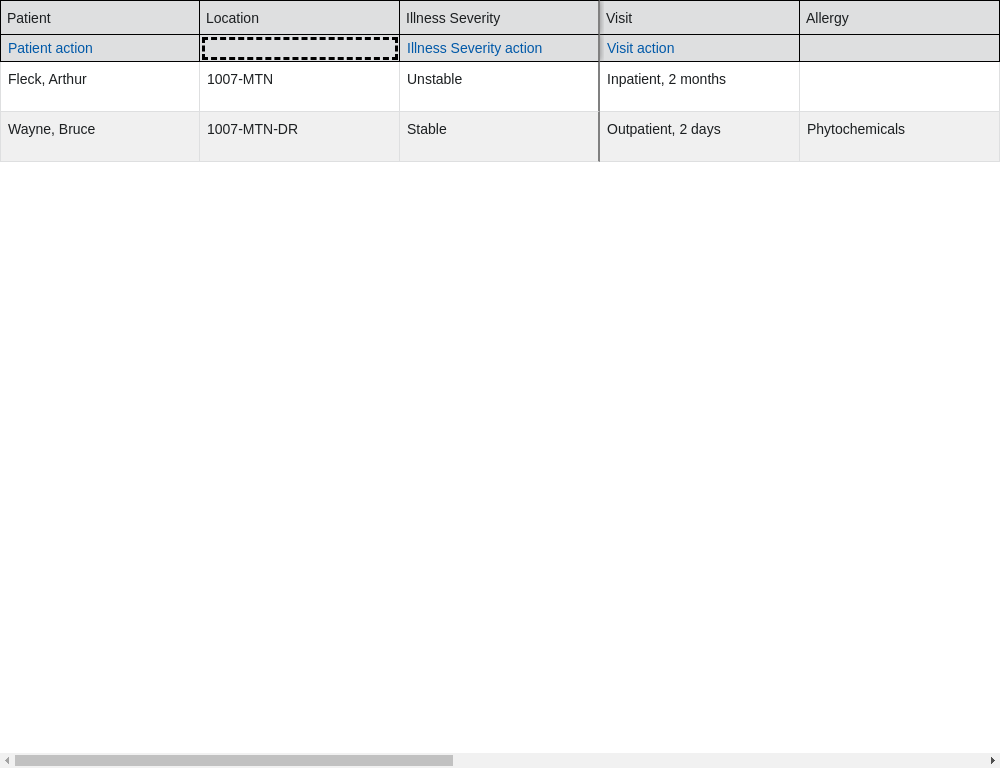 Patient Location Illness Severity Visit Allergy
Patient action Illness Severity action Visit action
Fleck, Arthur 1007-MTN Unstable Inpatient, 2 months
Wayne, Bruce 1007-MTN-DR Stable Outpatient, 2 days Phytochemicals